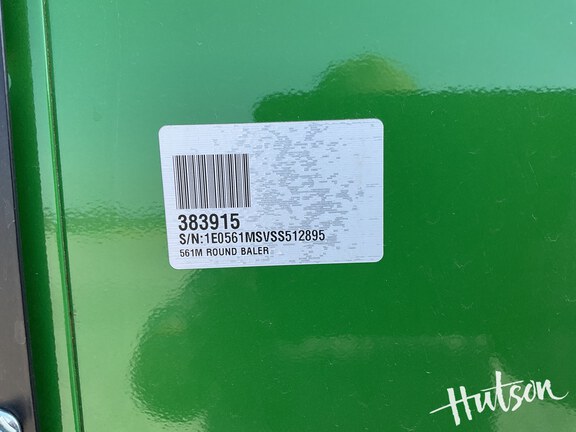 383915
S/N:1E0561MSVSS512895
561M ROUND BALER
Hutson